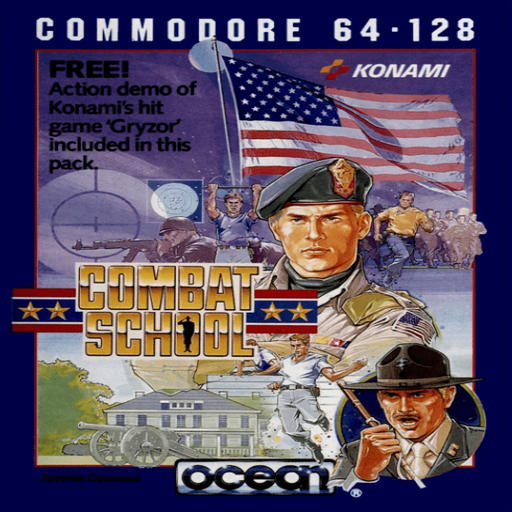 COMMODORE 64·128
FREE!
Action demo of
Konami's hit
game 'Gryzor'
included in this
pack.
KONAMI
COMBAT
SCHOOL
ocean
®